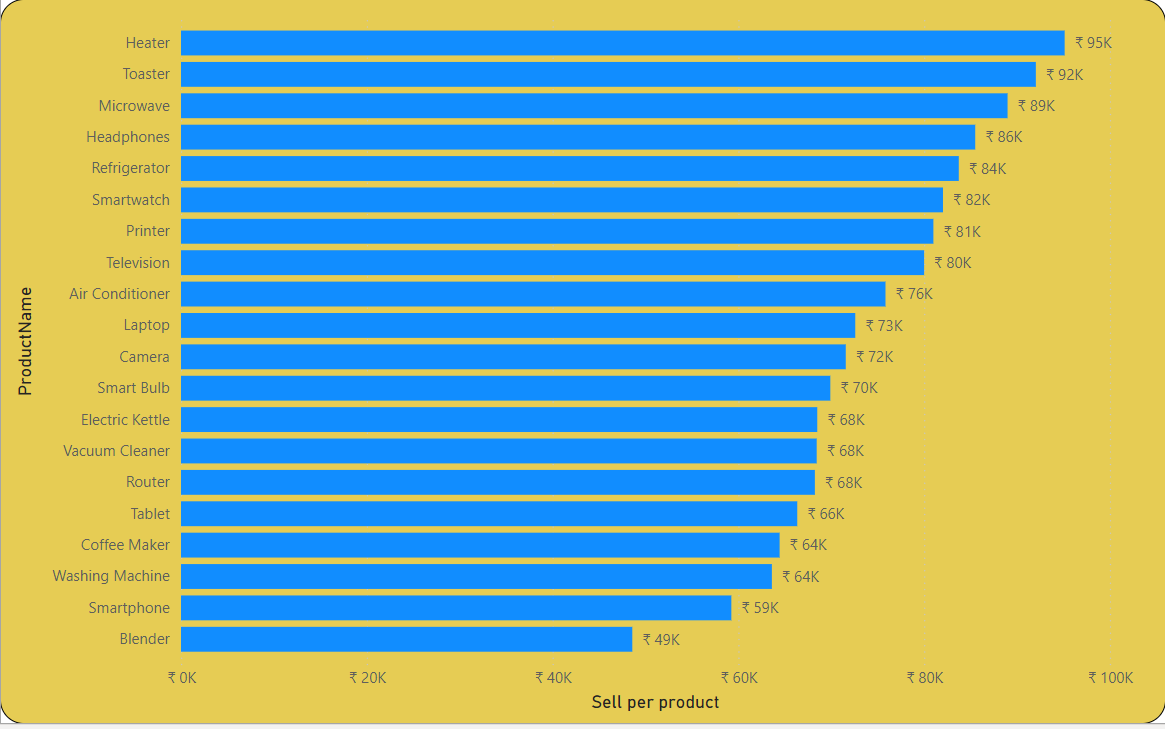 Heater ₹ 95K
Toaster ₹ 92K
Microwave ₹ 89K
Headphones ₹ 86K
Refrigerator ₹ 84K
Smartwatch ₹ 82K
Printer ₹ 81K
Television ₹ 80K
Air Conditioner ₹ 76K
Laptop ₹ 73K
Camera ₹ 72K
Smart Bulb ₹ 70K
Electric Kettle ₹ 68K
Vacuum Cleaner ₹ 68K
Router ₹ 68K
Tablet ₹ 66K
Coffee Maker ₹ 64K
Washing Machine ₹ 64K
Smartphone ₹ 59K
Blender ₹ 49K
ProductName
₹ 0K ₹ 20K ₹ 40K ₹ 60K ₹ 80K ₹ 100K
Sell per product